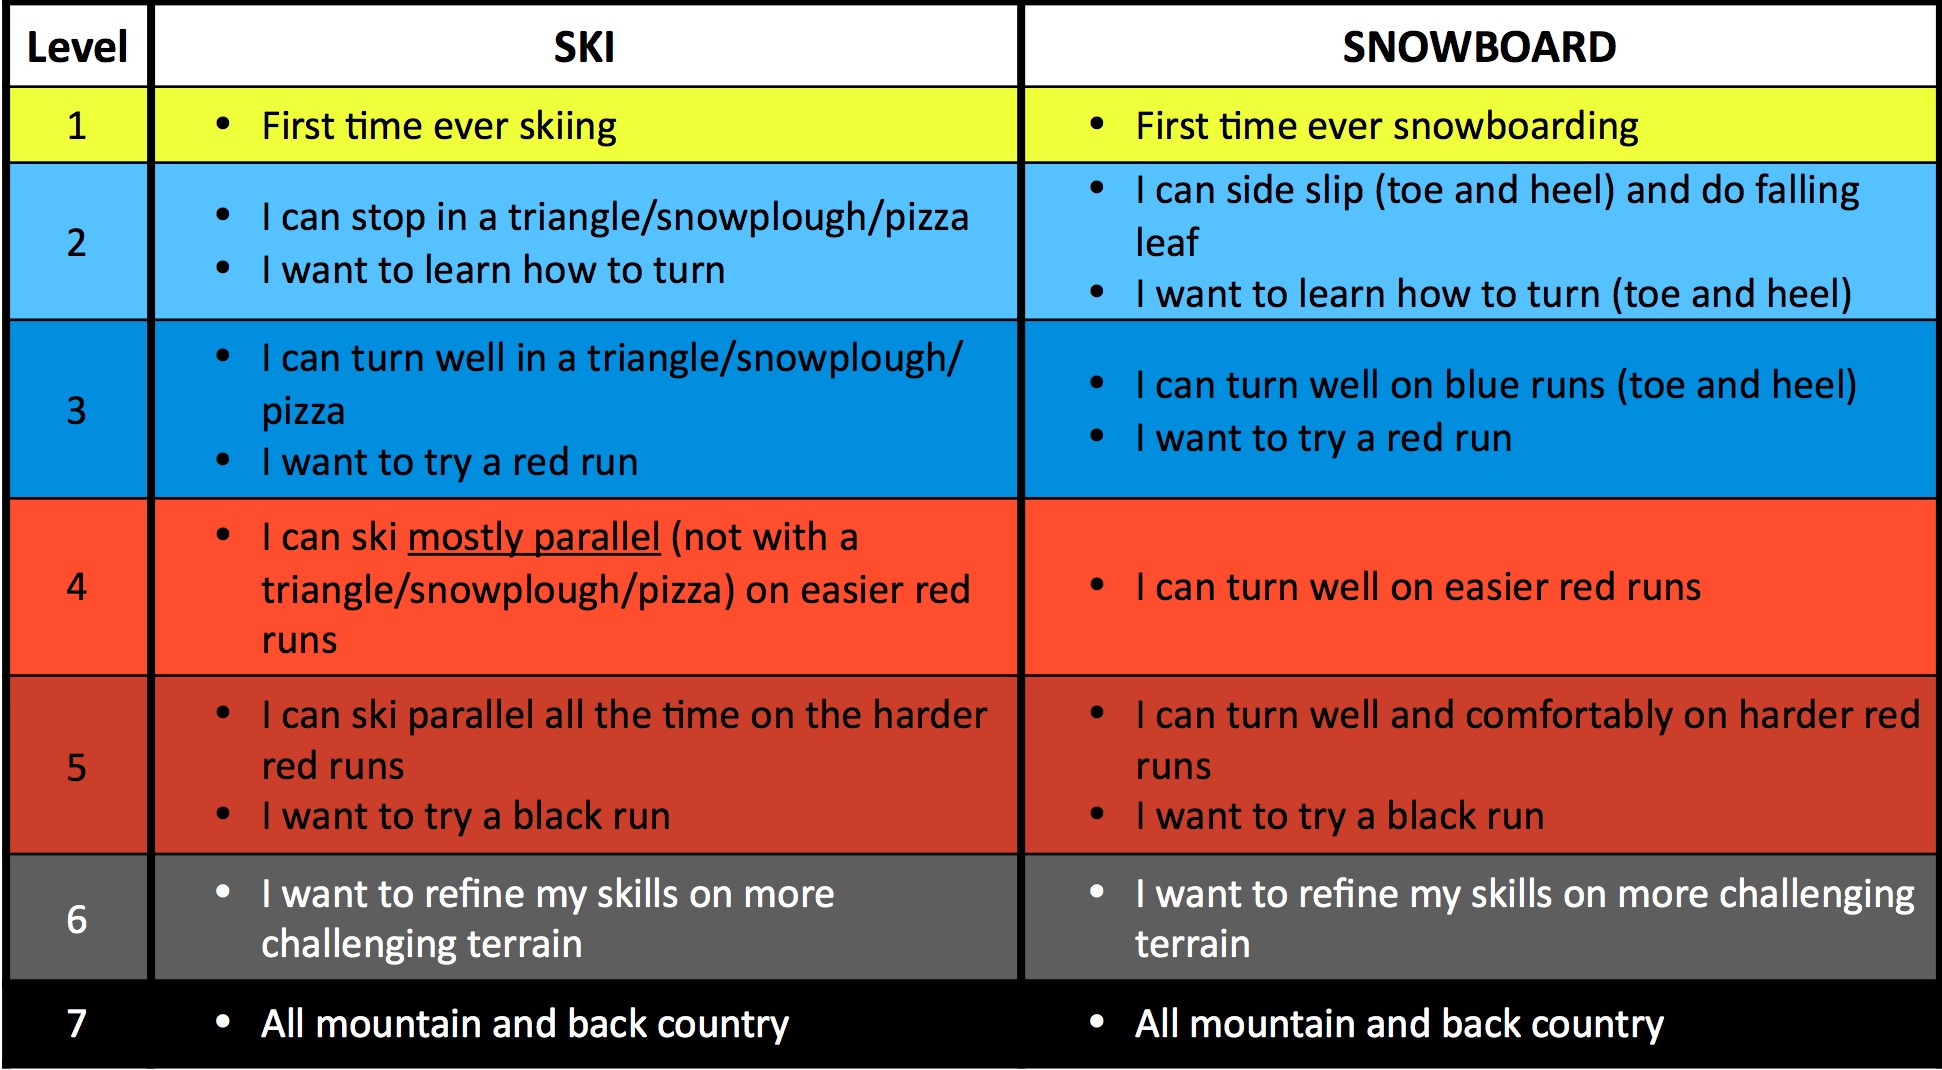 Level SKI SNOWBOARD
1 • First time ever skiing • First time ever snowboarding
2
• I can stop in a triangle/snowplough/pizza
• I want to learn how to turn
• I can side slip (toe and heel) and do falling
leaf
• I want to learn how to turn (toe and heel)
3
• I can turn well in a triangle/snowplough/
pizza
• I want to try a red run
• I can turn well on blue runs (toe and heel)
• I want to try a red run
4
• I can ski mostly parallel (not with a
triangle/snowplough/pizza) on easier red
runs
• I can turn well on easier red runs
5
• I can ski parallel all the time on the harder
red runs
• I want to try a black run
• I can turn well and comfortably on harder red
runs
• I want to try a black run
6
• I want to refine my skills on more
challenging terrain
• I want to refine my skills on more challenging
terrain
7 • All mountain and back country • All mountain and back country